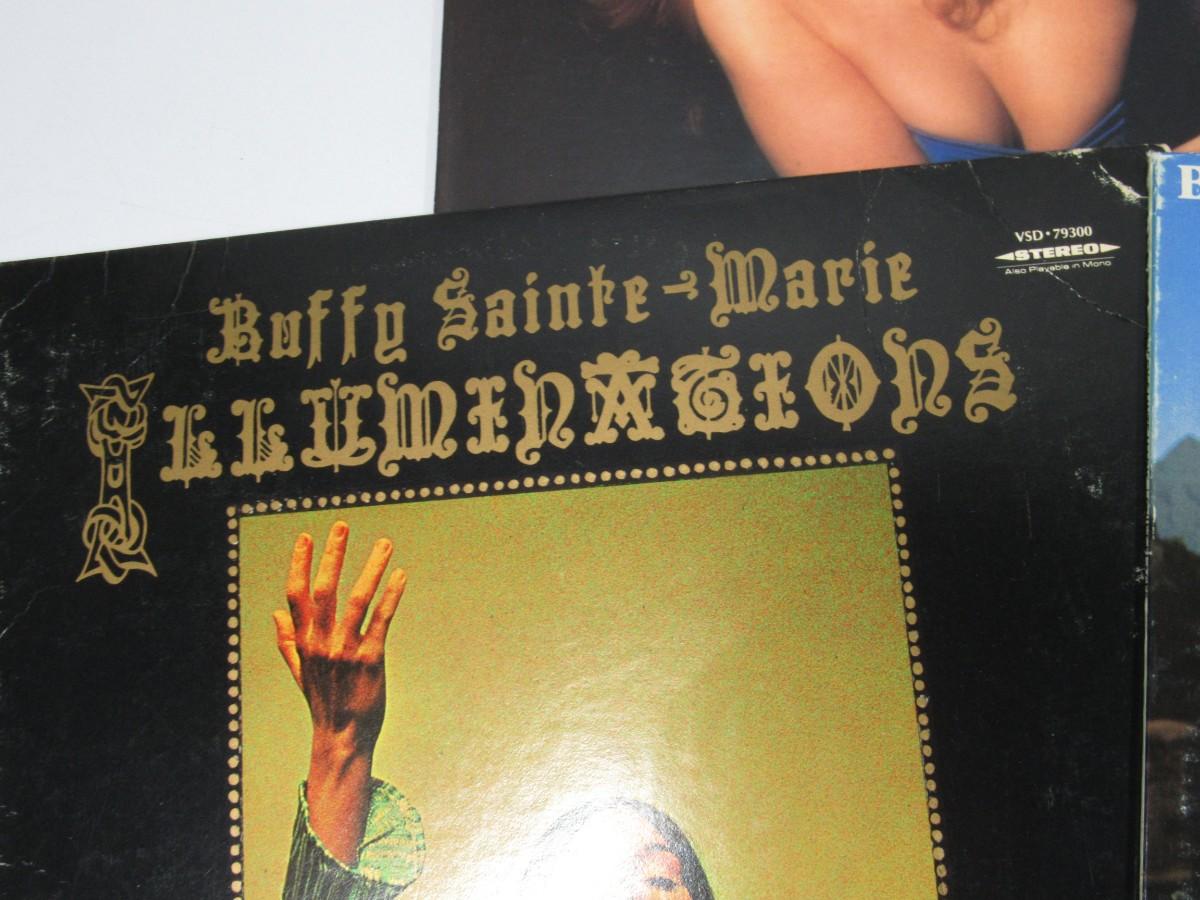 VSD • 79300
STEREO
Also Playable in Mono
Buffy Sainte-Marie
ILLUMINATIONS
B